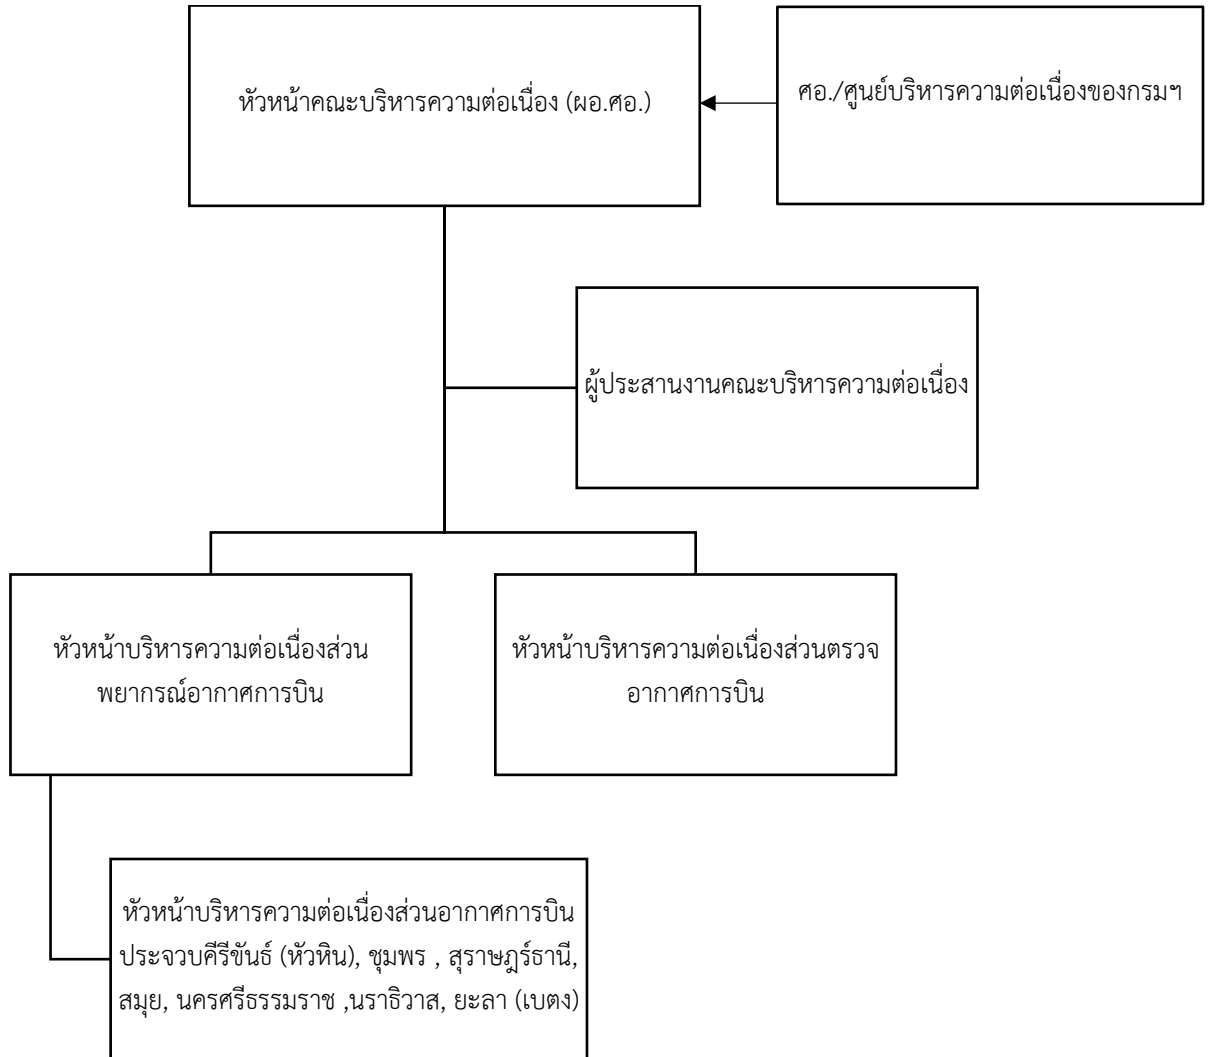 หัวหน้าคณะบริหารความต่อเนื่อง (ผอ.ศอ.)
ศอ./ศูนย์บริหารความต่อเนื่องของกรมฯ
ผู้ประสานงานคณะบริหารความต่อเนื่อง
หัวหน้าบริหารความต่อเนื่องส่วน
พยากรณ์อากาศการบิน
หัวหน้าบริหารความต่อเนื่องส่วนตรวจ
อากาศการบิน
หัวหน้าบริหารความต่อเนื่องส่วนอากาศการบิน
ประจวบคีรีขันธ์ (หัวหิน), ชุมพร , สุราษฎร์ธานี,
สมุย, นครศรีธรรมราช ,นราธิวาส, ยะลา (เบตง)